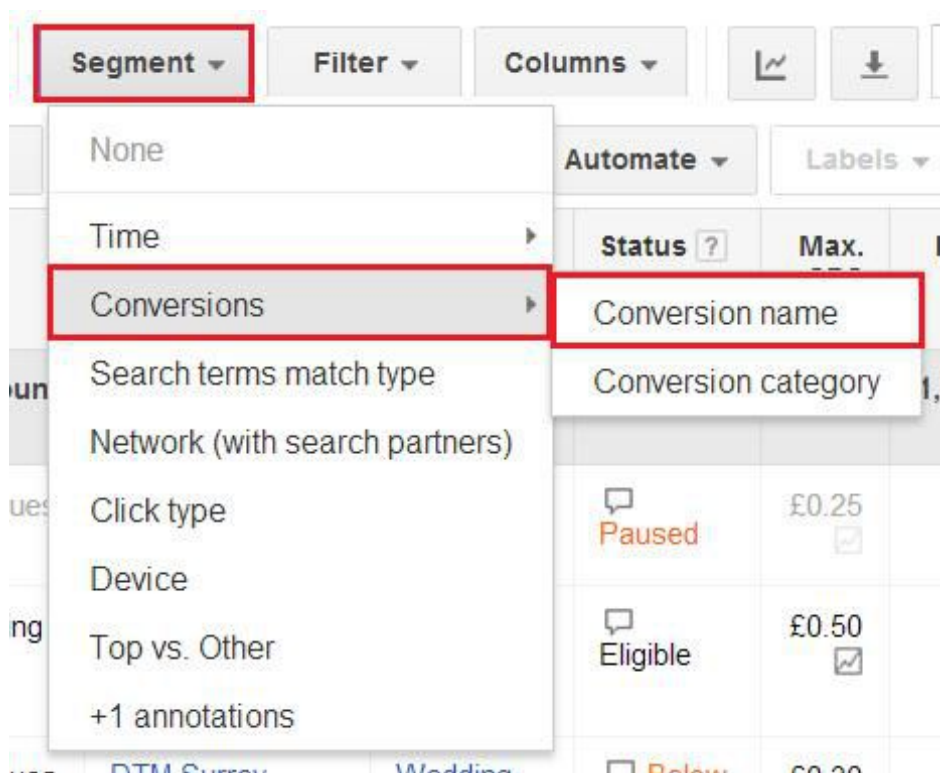 Segment Filter Columns
None Automate Labels
Time Status ? Max.
Conversions Conversion name
Search terms match type Conversion category
Network (with search partners)
Click type £0.25
Paused
Device
£0.50
Top vs. Other Eligible
+1 annotations